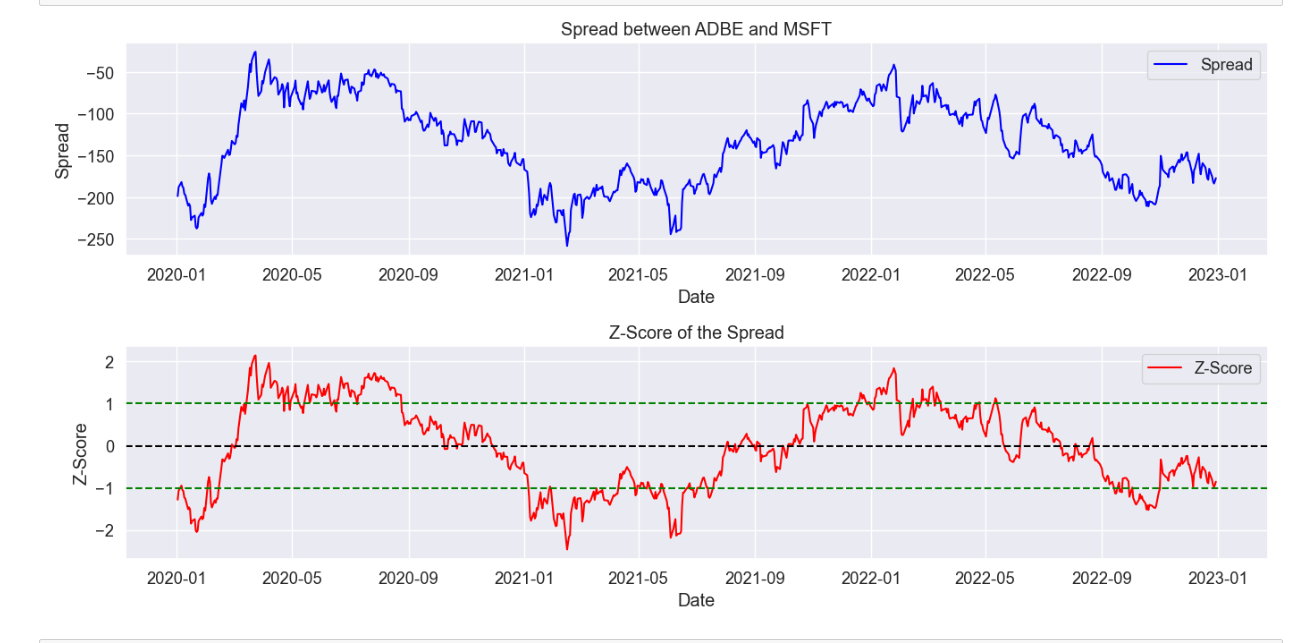 Spread between ADBE and MSFT
Spread
−50
−100
−150
−200
−250
Spread
2020-01 2020-05 2020-09 2021-01 2021-05 2021-09 2022-01 2022-05 2022-09 2023-01
Date
Z-Score of the Spread
Z-Score
2
1
0
−1
−2
Z-Score
2020-01 2020-05 2020-09 2021-01 2021-05 2021-09 2022-01 2022-05 2022-09 2023-01
Date